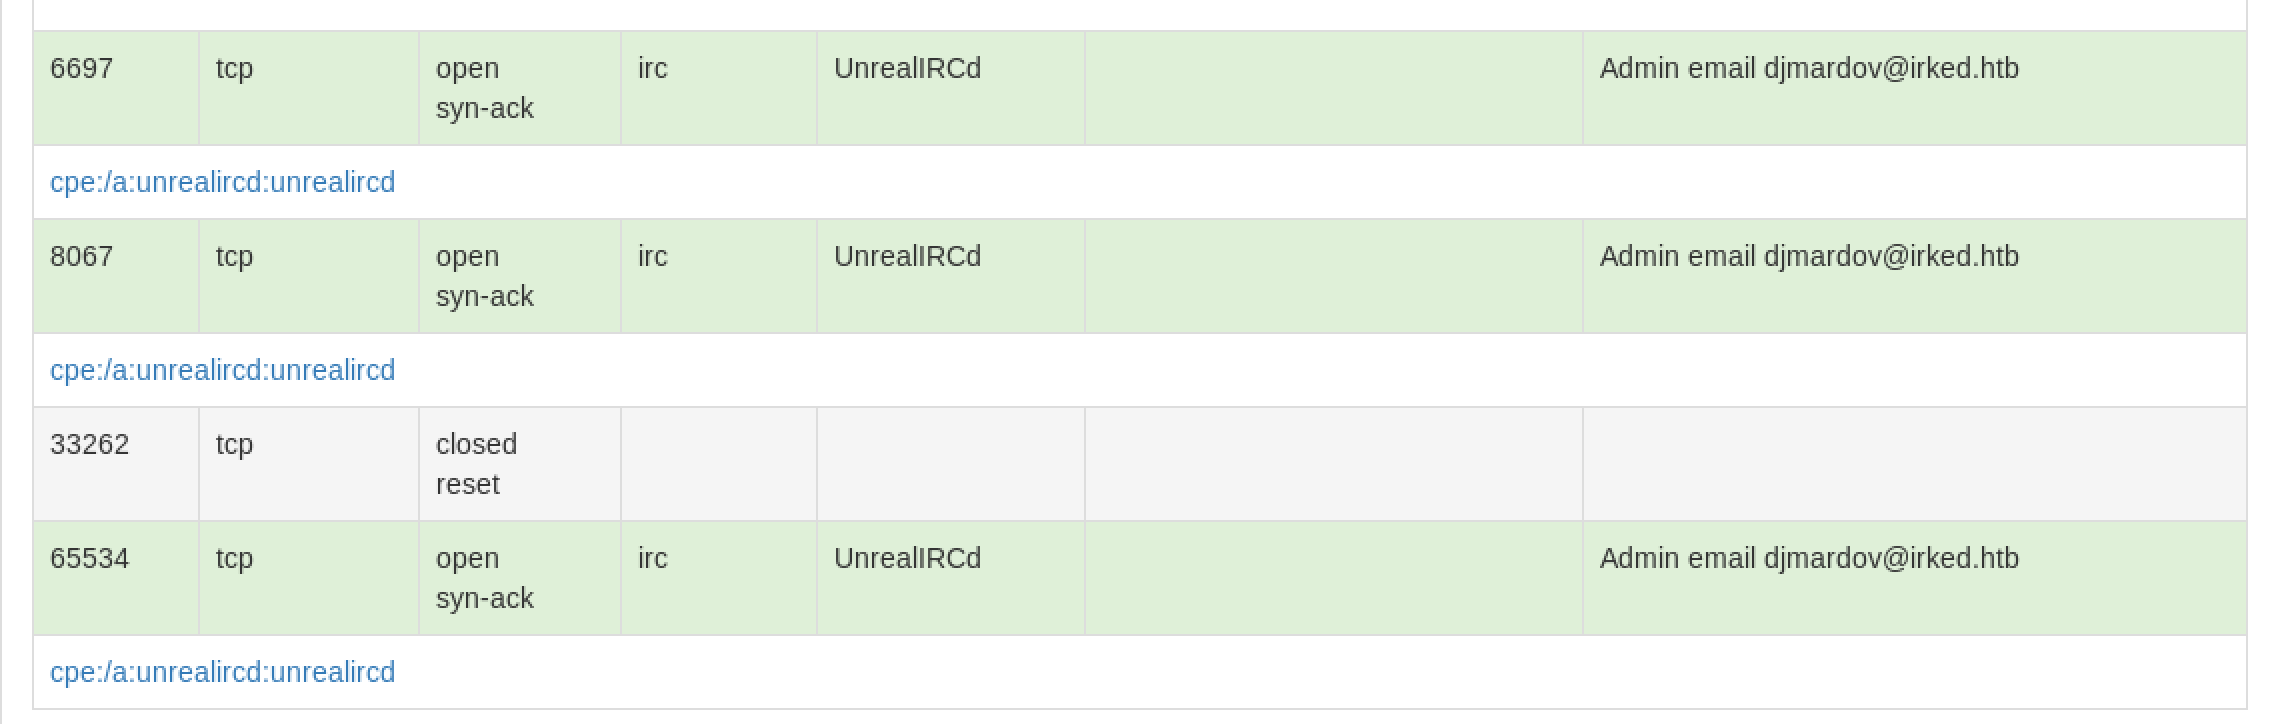 6697 tcp open irc UnrealIRCd Admin email djmardov@irked.htb
syn-ack
cpe:/a:unrealircd:unrealircd
8067 tcp open irc UnrealIRCd Admin email djmardov@irked.htb
syn-ack
cpe:/a:unrealircd:unrealircd
33262 tcp closed
reset
65534 tcp open irc UnrealIRCd Admin email djmardov@irked.htb
syn-ack
cpe:/a:unrealircd:unrealircd